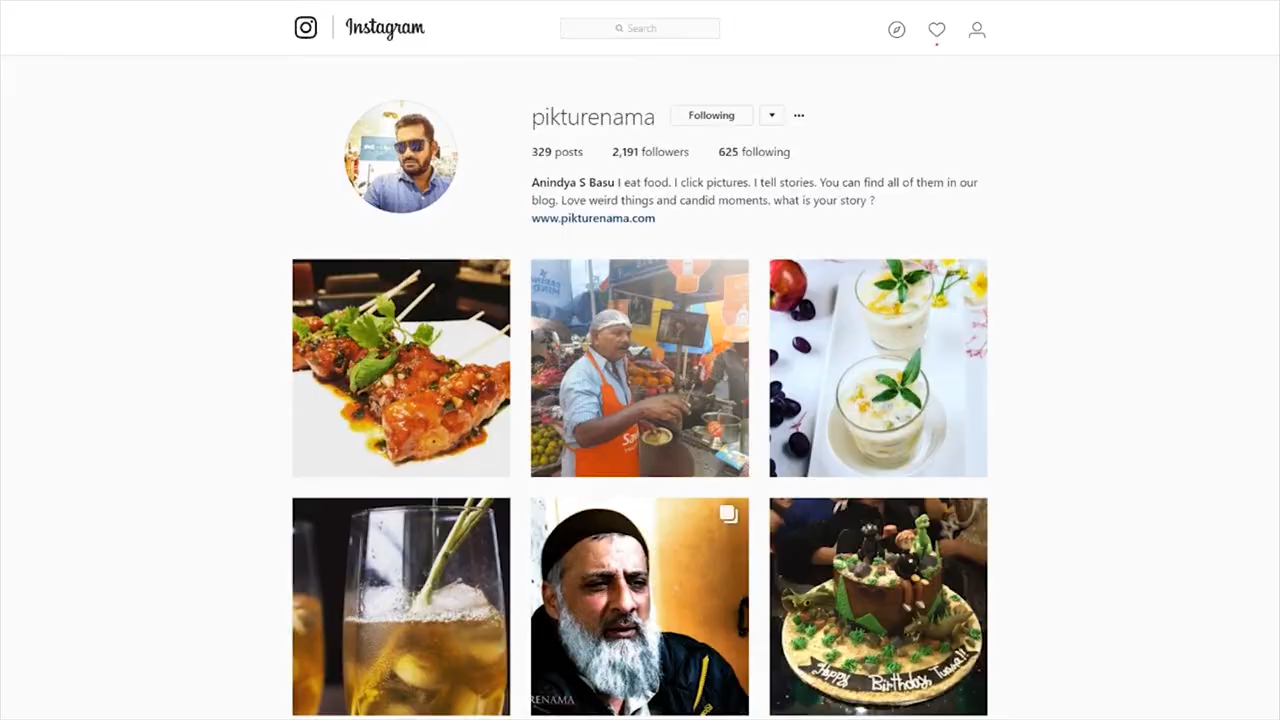 Instagram
Search
pikturenama
Following
329 posts 2,191 followers 625 following
Anindya S Basu I eat food. I click pictures. I tell stories. You can find all of them in our
blog. Love weird things and candid moments. what is your story ?
www.pikturenama.com
Happy Birthday, Tuneer!!